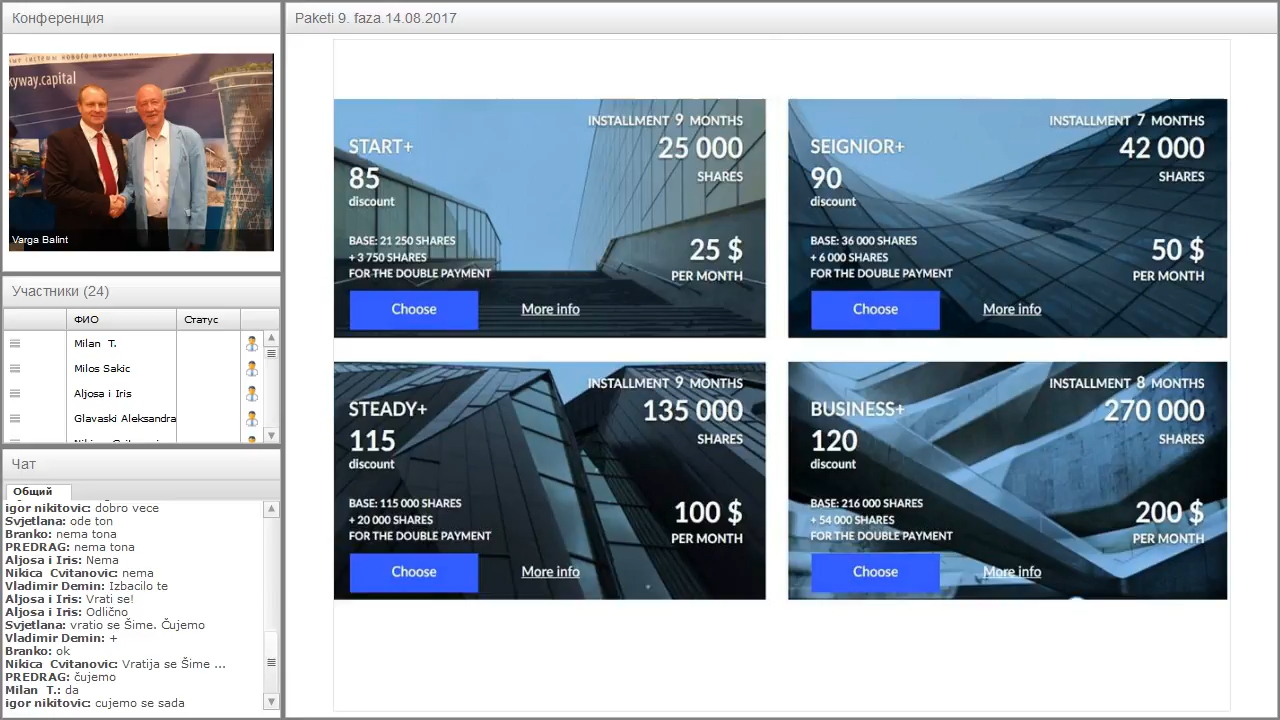 Конференция
kyway.capital
Varga Balint
Участники (24)
ФИО
Статус
Milan T.
Milos Sakic
Aljosa i Iris
Glavaski Aleksandra
Чат
Общий
igor nikitovic: dobro vece
Svjetlana: ode ton
Branko: nema tona
PREDRAG: nema tona
Aljosa i Iris: Nema
Nikica Cvitanovic: nema
Vladimir Demin: Izbacilo te
Aljosa i Iris: Vrati se!
Aljosa i Iris: Odlično
Svjetlana: vratio se Šime. Čujemo
Vladimir Demin: +
Branko: ok
Nikica Cvitanovic: Vratija se Šime ...
PREDRAG: čujemo
Milan T.: da
igor nikitovic: cujemo se sada
Paketi 9. faza.14.08.2017
INSTALLMENT 9 MONTHS
START+
25 000
SHARES
85
discount
BASE: 21 250 SHARES
+ 3 750 SHARES
FOR THE DOUBLE PAYMENT
25 $
PER MONTH
Choose
More info
INSTALLMENT 7 MONTHS
SEIGNIOR+
42 000
SHARES
90
discount
BASE: 36 000 SHARES
+ 6 000 SHARES
FOR THE DOUBLE PAYMENT
50 $
PER MONTH
Choose
More info
INSTALLMENT 9 MONTHS
STEADY+
135 000
SHARES
115
discount
BASE: 115 000 SHARES
+ 20 000 SHARES
FOR THE DOUBLE PAYMENT
100 $
PER MONTH
Choose
More info
INSTALLMENT 8 MONTHS
BUSINESS+
270 000
SHARES
120
discount
BASE: 216 000 SHARES
+ 54 000 SHARES
FOR THE DOUBLE PAYMENT
200 $
PER MONTH
Choose
More info